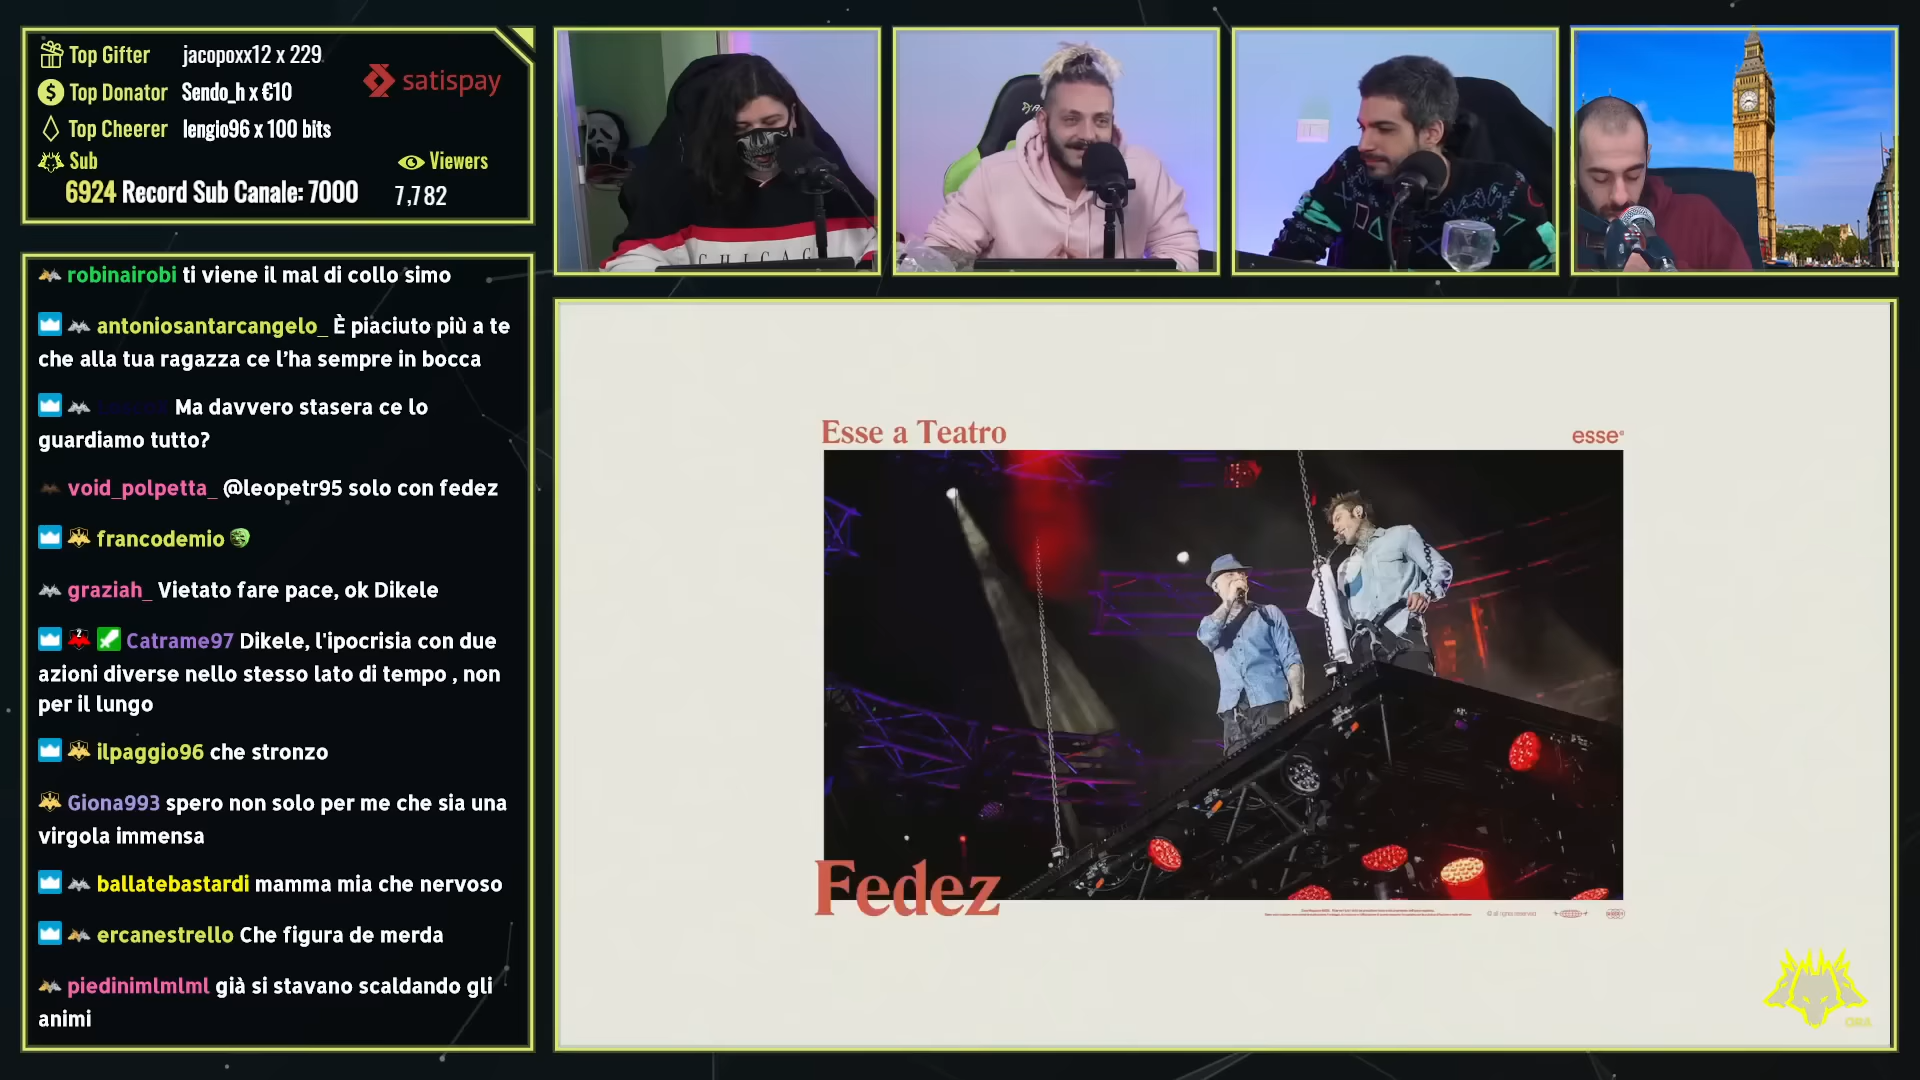 Top Gifter jacopoxx12 x 229
satispay
Top Donator Sendo_h x €10
Top Cheerer lengio96 x 100 bits
Sub
Viewers
6924 Record Sub Canale: 7000
7,782
robinairobi ti viene il mal di collo simo
antoniosantarcangelo_ È piaciuto più a te
che alla tua ragazza ce l'ha sempre in bocca
Ma davvero stasera ce lo
guardiamo tutto?
void_polpetta_ @leopetr95 solo con fedez
francodemio
graziah_ Vietato fare pace, ok Dikele
2 Catrame97 Dikele, l'ipocrisia con due
azioni diverse nello stesso lato di tempo , non
per il lungo
ilpaggio96 che stronzo
Giona993 spero non solo per me che sia una
virgola immensa
ballatebastardi mamma mia che nervoso
ercanestrello Che figura de merda
piedinimlmlml già si stavano scaldando gli
animi
CHICAG
Esse a Teatro
esse®
Fedez
© all rights reserved